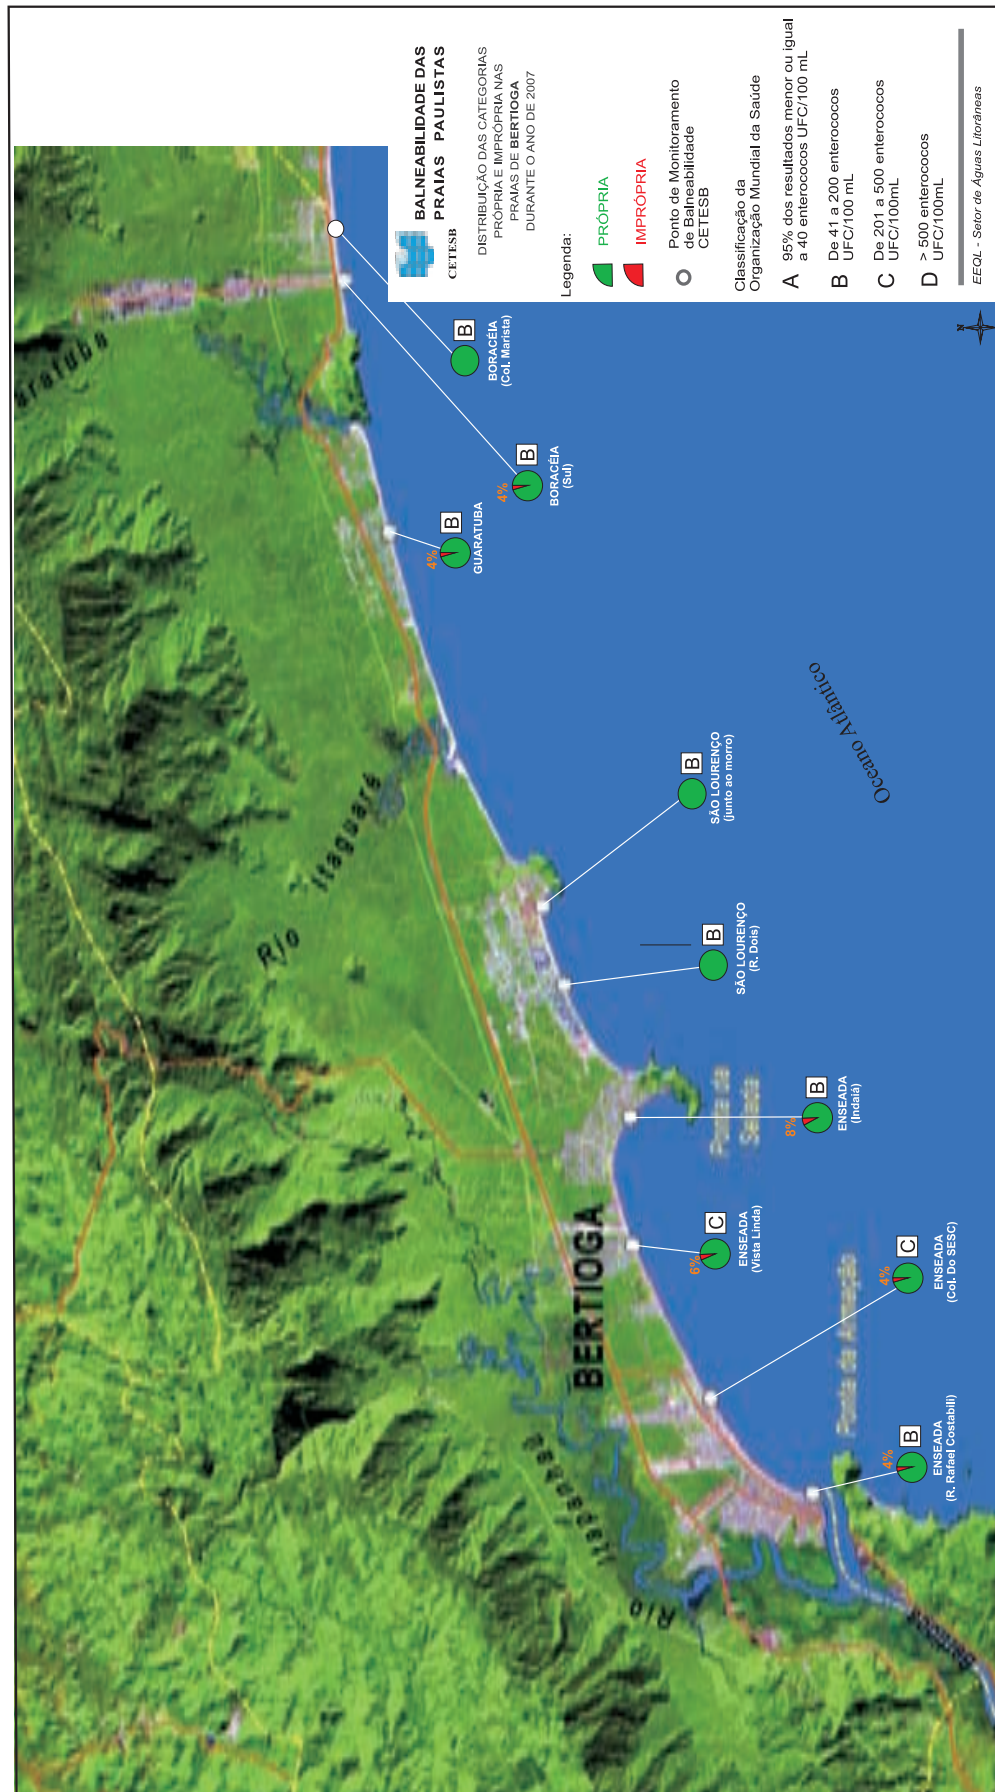 BALNEABILIDADE DAS
PRAIAS PAULISTAS
CETESB
DISTRIBUIÇÃO DAS CATEGORIAS
PRÓPRIA E IMPRÓPRIA NAS
PRAIAS DE BERTIOGA
DURANTE O ANO DE 2007
Legenda:
PRÓPRIA
IMPRÓPRIA
Ponto de Monitoramento
de Balneabilidade
CETESB
Classificação da
Organização Mundial da Saúde
A
95% dos resultados menor ou igual
a 40 enterococos UFC/100 mL
B
De 41 a 200 enterococos
UFC/100 mL
C
De 201 a 500 enterococos
UFC/100mL
D
> 500 enterococos
UFC/100mL
EEQL - Setor de Águas Litorâneas
N
B
BORACÉIA
(Col. Marista)
4%
B
BORACÉIA
(Sul)
4%
B
GUARATUBA
B
SÃO LOURENÇO
(junto ao morro)
B
SÃO LOURENÇO
(R. Dois)
8%
B
ENSEADA
(Indaiá)
6%
C
ENSEADA
(Vista Linda)
4%
C
ENSEADA
(Col. Do SESC)
4%
B
ENSEADA
(R. Rafael Costabili)
Oceano Atlântico
Rio Itaguaré
BERTIOGA
Rio
Ponta da Armação